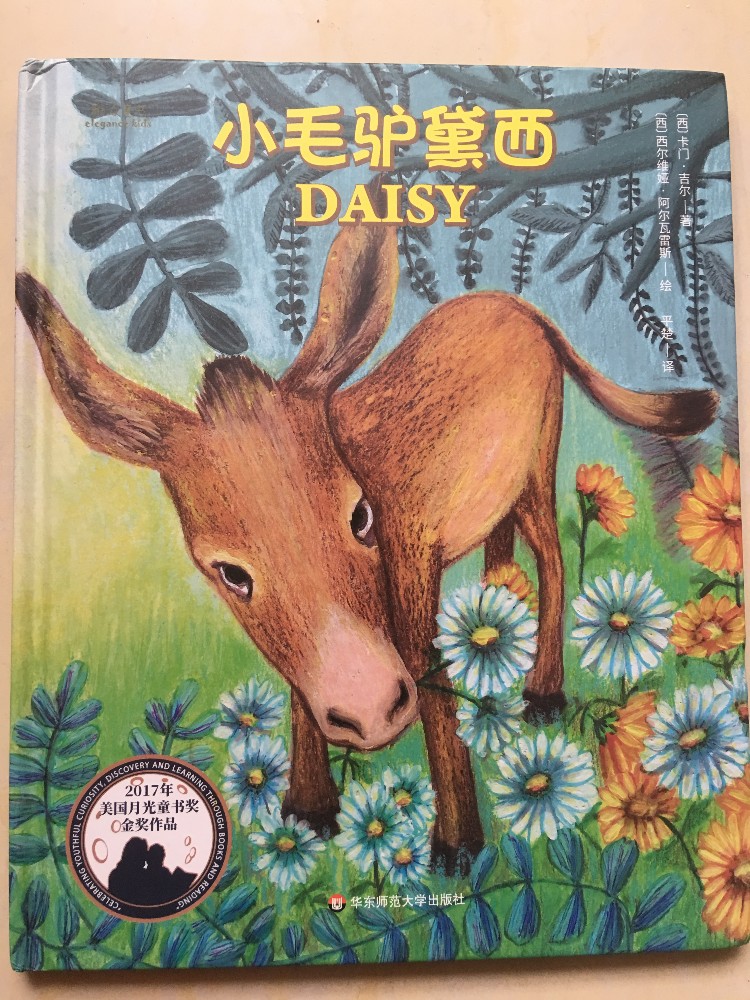 elegance kids
小毛驴黛西
DAISY
(西) 卡门·吉尔—著
(西) 西尔维娅·阿尔瓦雷斯—绘
平楚—译
"CELEBRATING YOUTHFUL CURIOSITY, DISCOVERY AND LEARNING THROUGH BOOKS AND READING"
2017年
美国月光童书奖
金奖作品
华东师范大学出版社